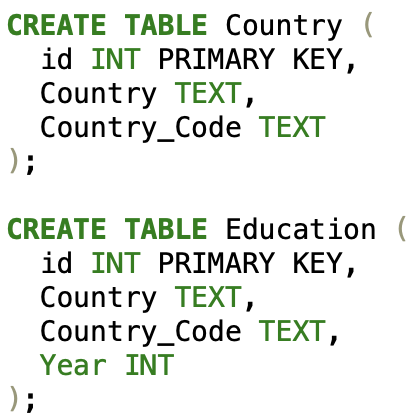 CREATE TABLE Country (
  id INT PRIMARY KEY,
  Country TEXT,
  Country_Code TEXT
);
CREATE TABLE Education (
  id INT PRIMARY KEY,
  Country TEXT,
  Country_Code TEXT,
  Year INT
);